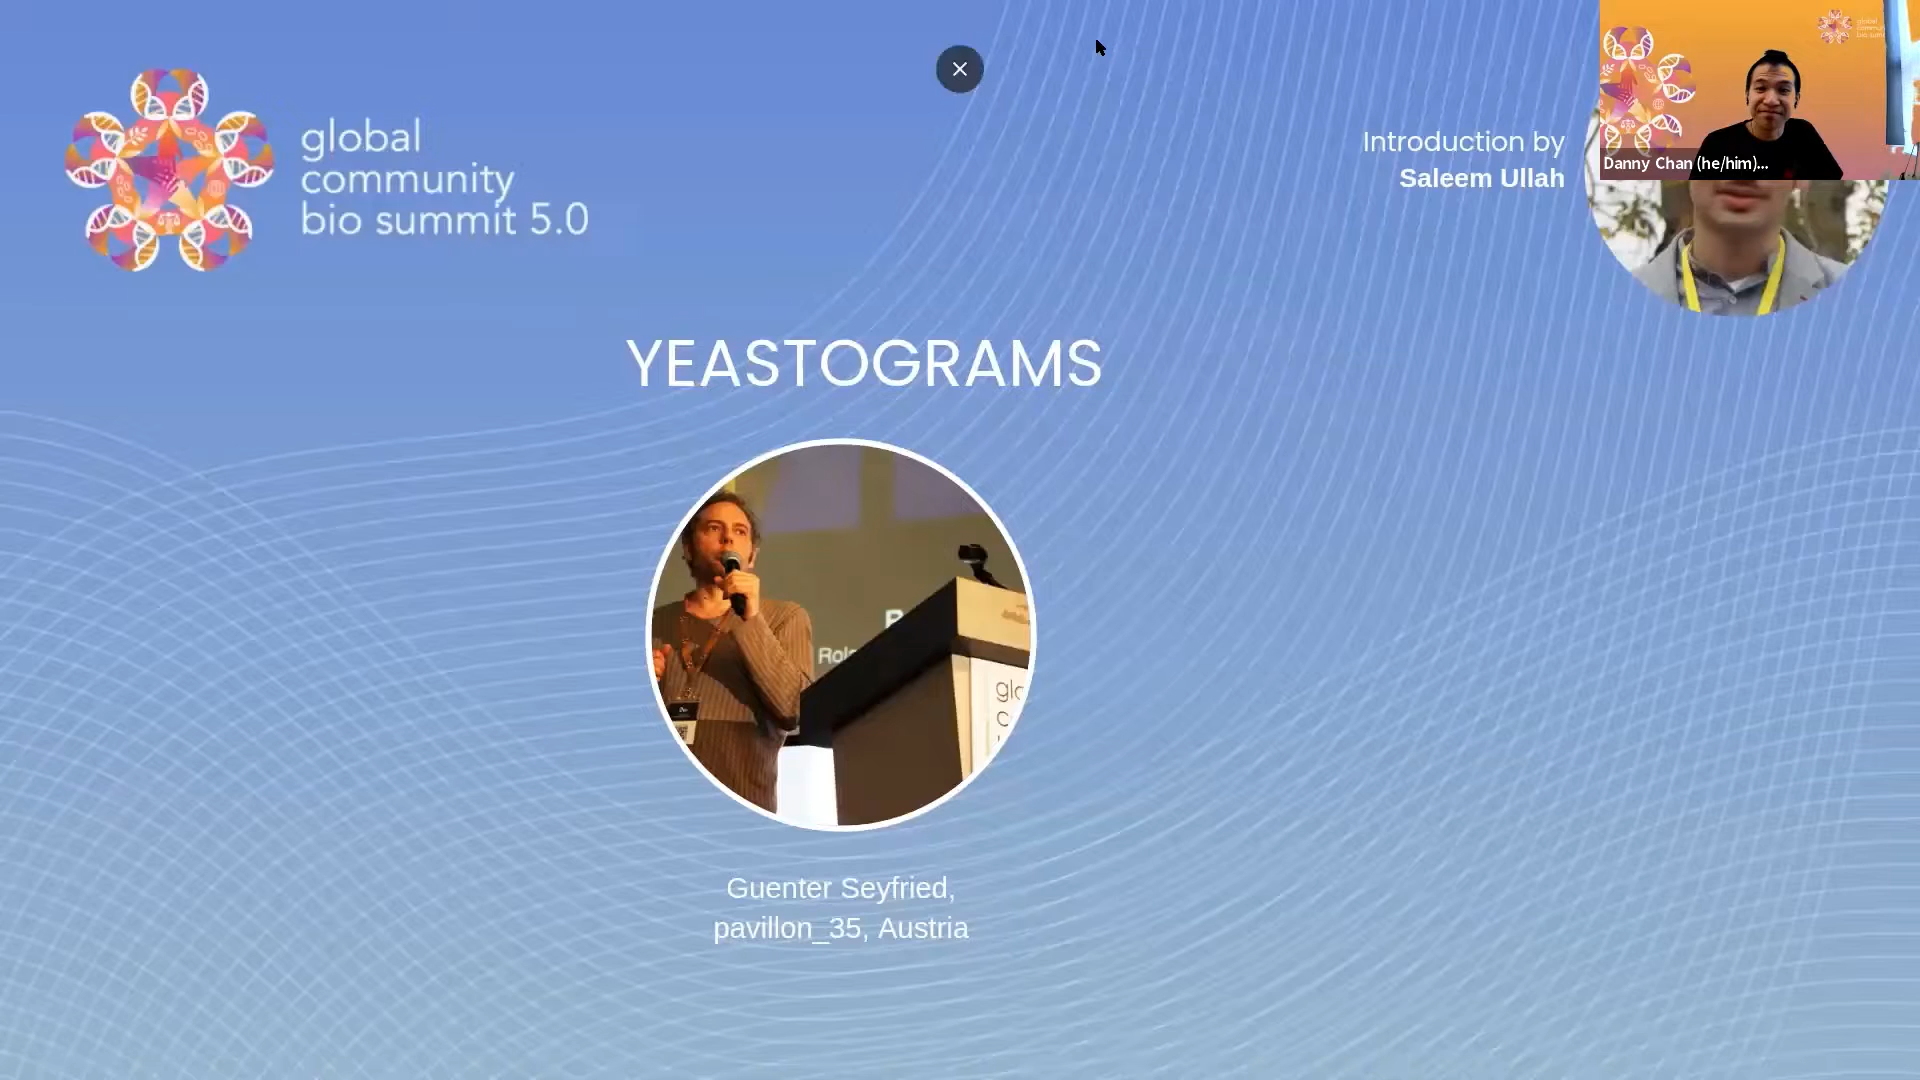 global
community
bio summit 5.0
Introduction by
Saleem Ullah
Danny Chan (he/him)...
YEASTOGRAMS
Guenter Seyfried,
pavillon_35, Austria